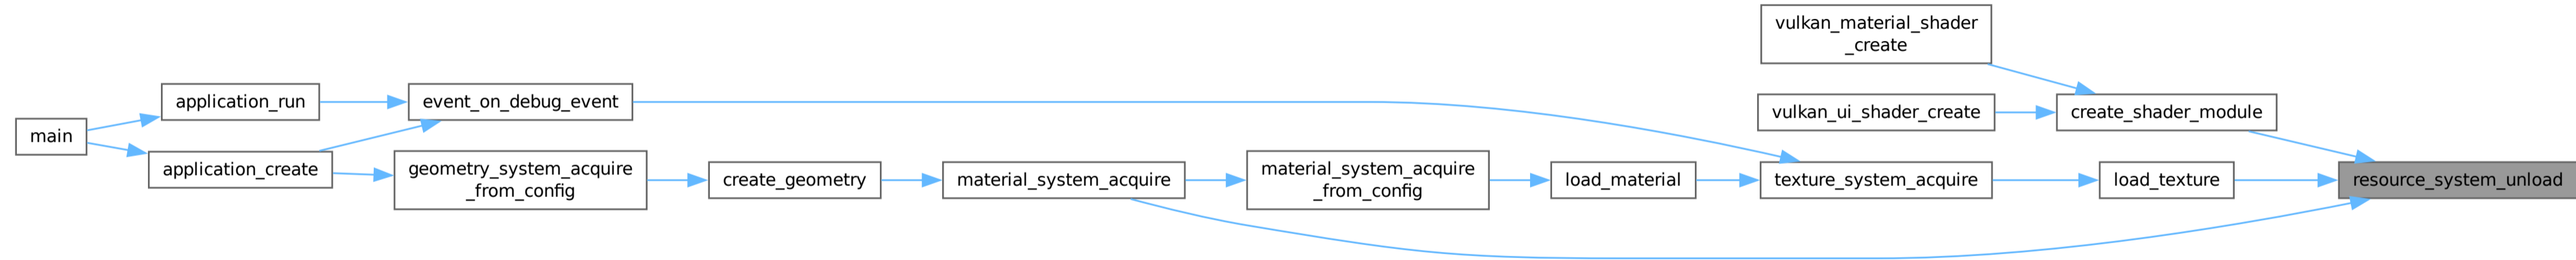 main
application_run
application_create
event_on_debug_event
geometry_system_acquire
_from_config
create_geometry
material_system_acquire
material_system_acquire
_from_config
load_material
vulkan_material_shader
_create
vulkan_ui_shader_create
texture_system_acquire
create_shader_module
load_texture
resource_system_unload